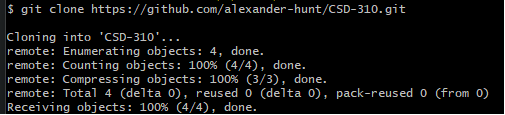 $ git clone https://github.com/alexander-hunt/CSD-310.git
Cloning into 'CSD-310'...
remote: Enumerating objects: 4, done.
remote: Counting objects: 100% (4/4), done.
remote: Compressing objects: 100% (3/3), done.
remote: Total 4 (delta 0), reused 0 (delta 0), pack-reused 0 (from 0)
Receiving objects: 100% (4/4), done.